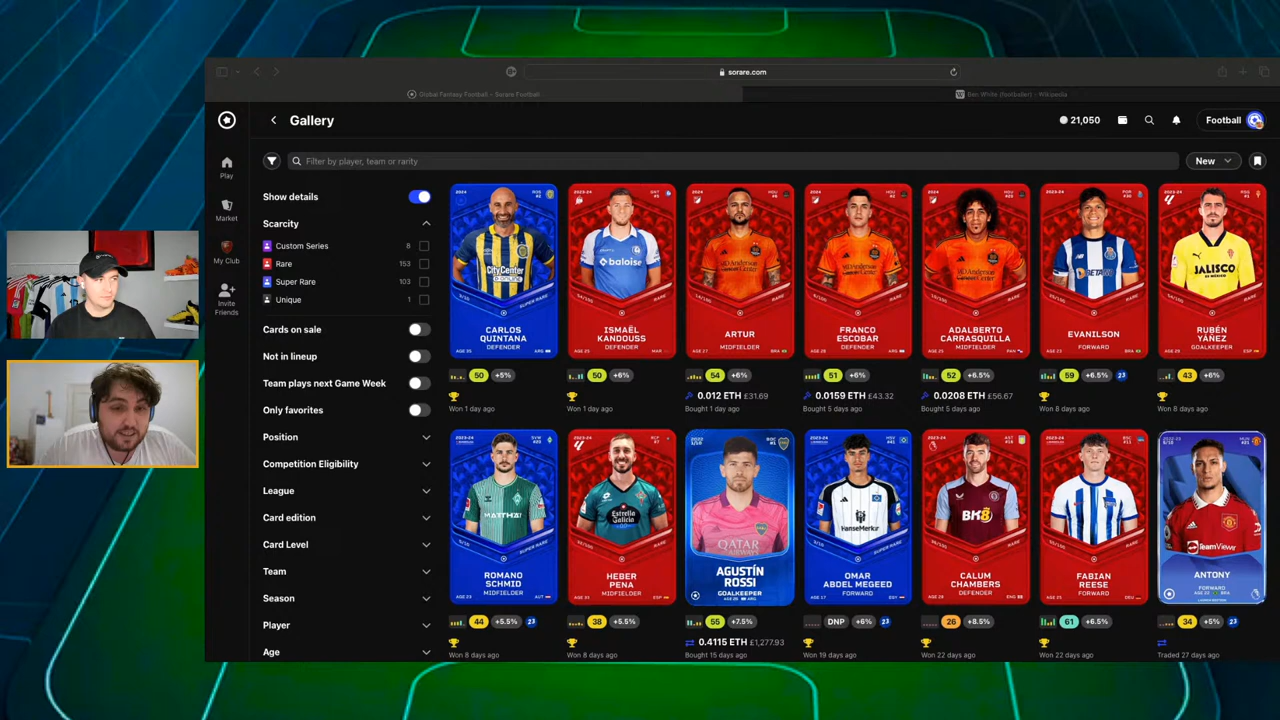 sorare.com
Global Fantasy Football – Sorare Football
Ben White (footballer) - Wikipedia
Gallery
21,050
Football
Filter by player, team or rarity
New
Play
Market
My Club
Invite
Friends
Show details
Scarcity
Custom Series 8
Rare 153
Super Rare 103
Unique 1
Cards on sale
Not in lineup
Team plays next Game Week
Only favorites
Position
Competition Eligibility
League
Card edition
Card Level
Team
Season
Player
Age
CARLOS
QUINTANA
DEFENDER
50 +5%
Won 1 day ago
ISMAËL
KANDOUSS
DEFENDER
50 +6%
Won 1 day ago
ARTUR
MIDFIELDER
54 +6%
0.012 ETH £31.69
Bought 1 day ago
FRANCO
ESCOBAR
DEFENDER
51 +6%
0.0159 ETH £43.32
Bought 5 days ago
ADALBERTO
CARRASQUILLA
MIDFIELDER
52 +6.5%
0.0208 ETH £56.67
Bought 5 days ago
EVANILSON
FORWARD
59 +6.5% 23
Won 8 days ago
RUBÉN
YÁÑEZ
GOALKEEPER
43 +6%
Won 8 days ago
ROMANO
SCHMID
MIDFIELDER
44 +5.5% 23
Won 8 days ago
HEBER
PENA
MIDFIELDER
38 +5.5%
Won 8 days ago
AGUSTÍN
ROSSI
GOALKEEPER
55 +7.5%
0.4115 ETH £1,277.93
Bought 15 days ago
OMAR
ABDEL MEGEED
FORWARD
DNP +6% 23
Won 19 days ago
CALUM
CHAMBERS
DEFENDER
26 +8.5%
Won 22 days ago
FABIAN
REESE
FORWARD
61 +6.5%
Won 22 days ago
ANTONY
FORWARD
34 +5% 23
Traded 27 days ago